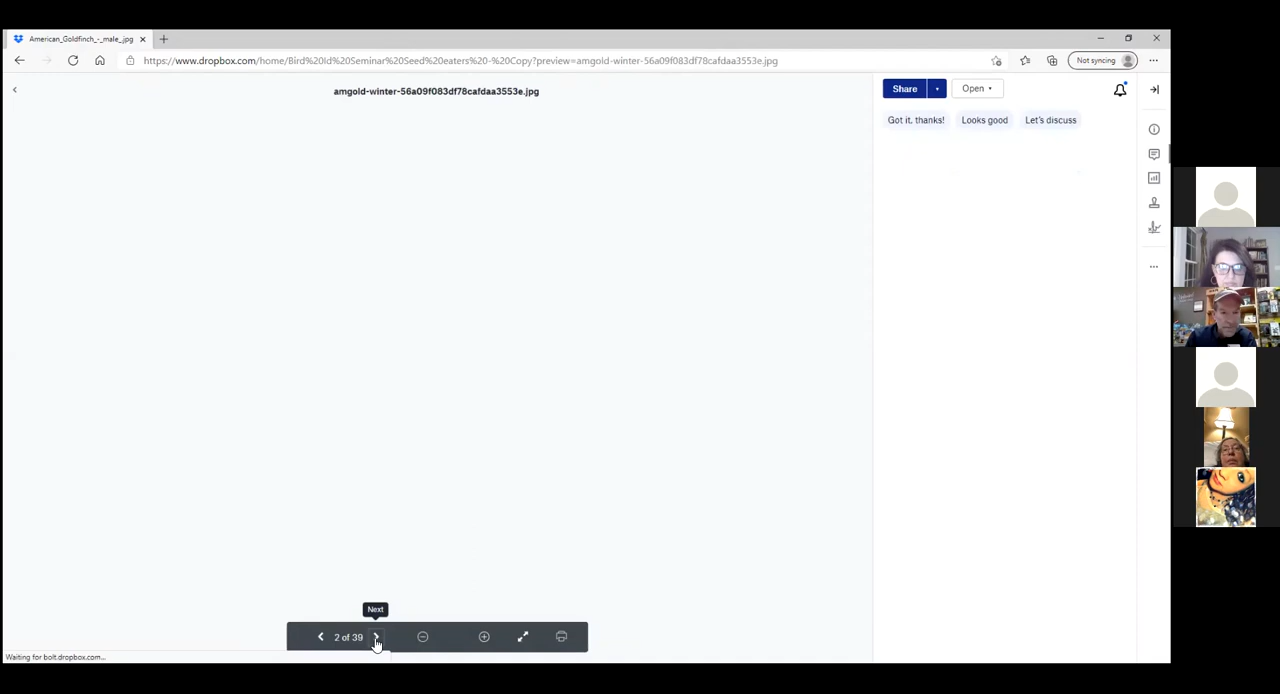 American_Goldfinch_-_male_.jpg
https://www.dropbox.com/home/Bird%20Id%20Seminar%20Seed%20eaters%20-%20Copy?preview=amgold-winter-56a09f083df78cafdaa3553e.jpg
Not syncing
amgold-winter-56a09f083df78cafdaa3553e.jpg
Share
Open
Got it, thanks!
Looks good
Let's discuss
Next
2 of 39
Waiting for bolt.dropbox.com...